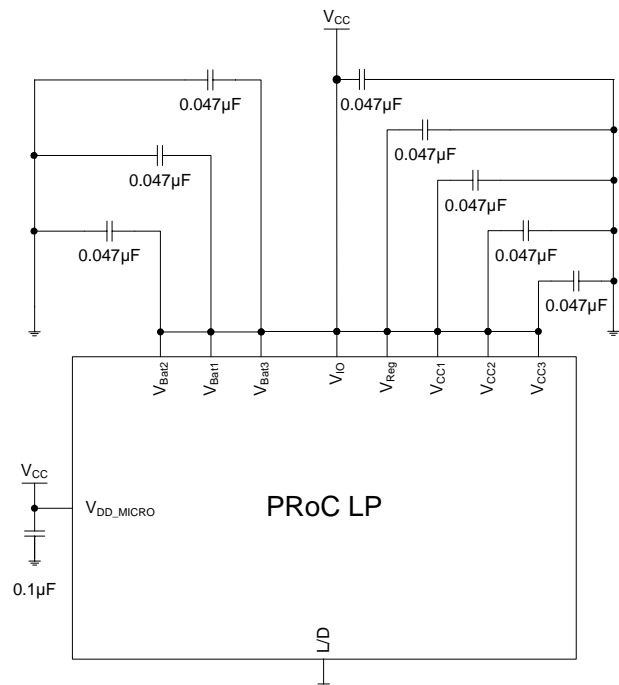 VCC
0.047µF
0.047µF
0.047µF
0.047µF
0.047µF
0.047µF
0.047µF
0.047µF
VBat2
VBat1
VBat3
VIO
VReg
VCC1
VCC2
VCC3
VCC
VDD_MICRO
PRoC LP
0.1µF
L/D